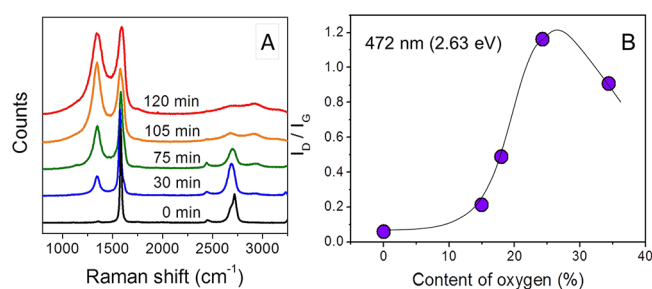 A
Counts
120 min
105 min
75 min
30 min
0 min
1000 1500 2000 2500 3000
Raman shift (cm⁻¹)
B
472 nm (2.63 eV)
I_D / I_G
1.2
1.0
0.8
0.6
0.4
0.2
0.0
0 10 20 30 40
Content of oxygen (%)